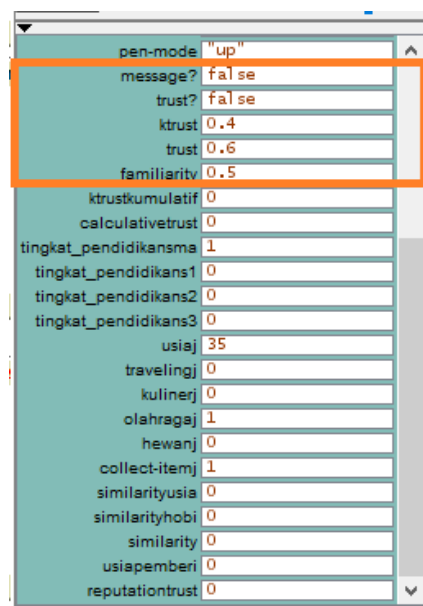 pen-mode "up"
message? false
trust? false
ktrust 0.4
trust 0.6
familiarity 0.5
ktrustkumulatif 0
calculativetrust 0
tingkat_pendidikansma 1
tingkat_pendidikans1 0
tingkat_pendidikans2 0
tingkat_pendidikans3 0
usiaj 35
travelingj 0
kulinerj 0
olahragaj 1
hewanj 0
collect-itemj 1
similarityusia 0
similarityhobi 0
similarity 0
usiapemberi 0
reputationtrust 0